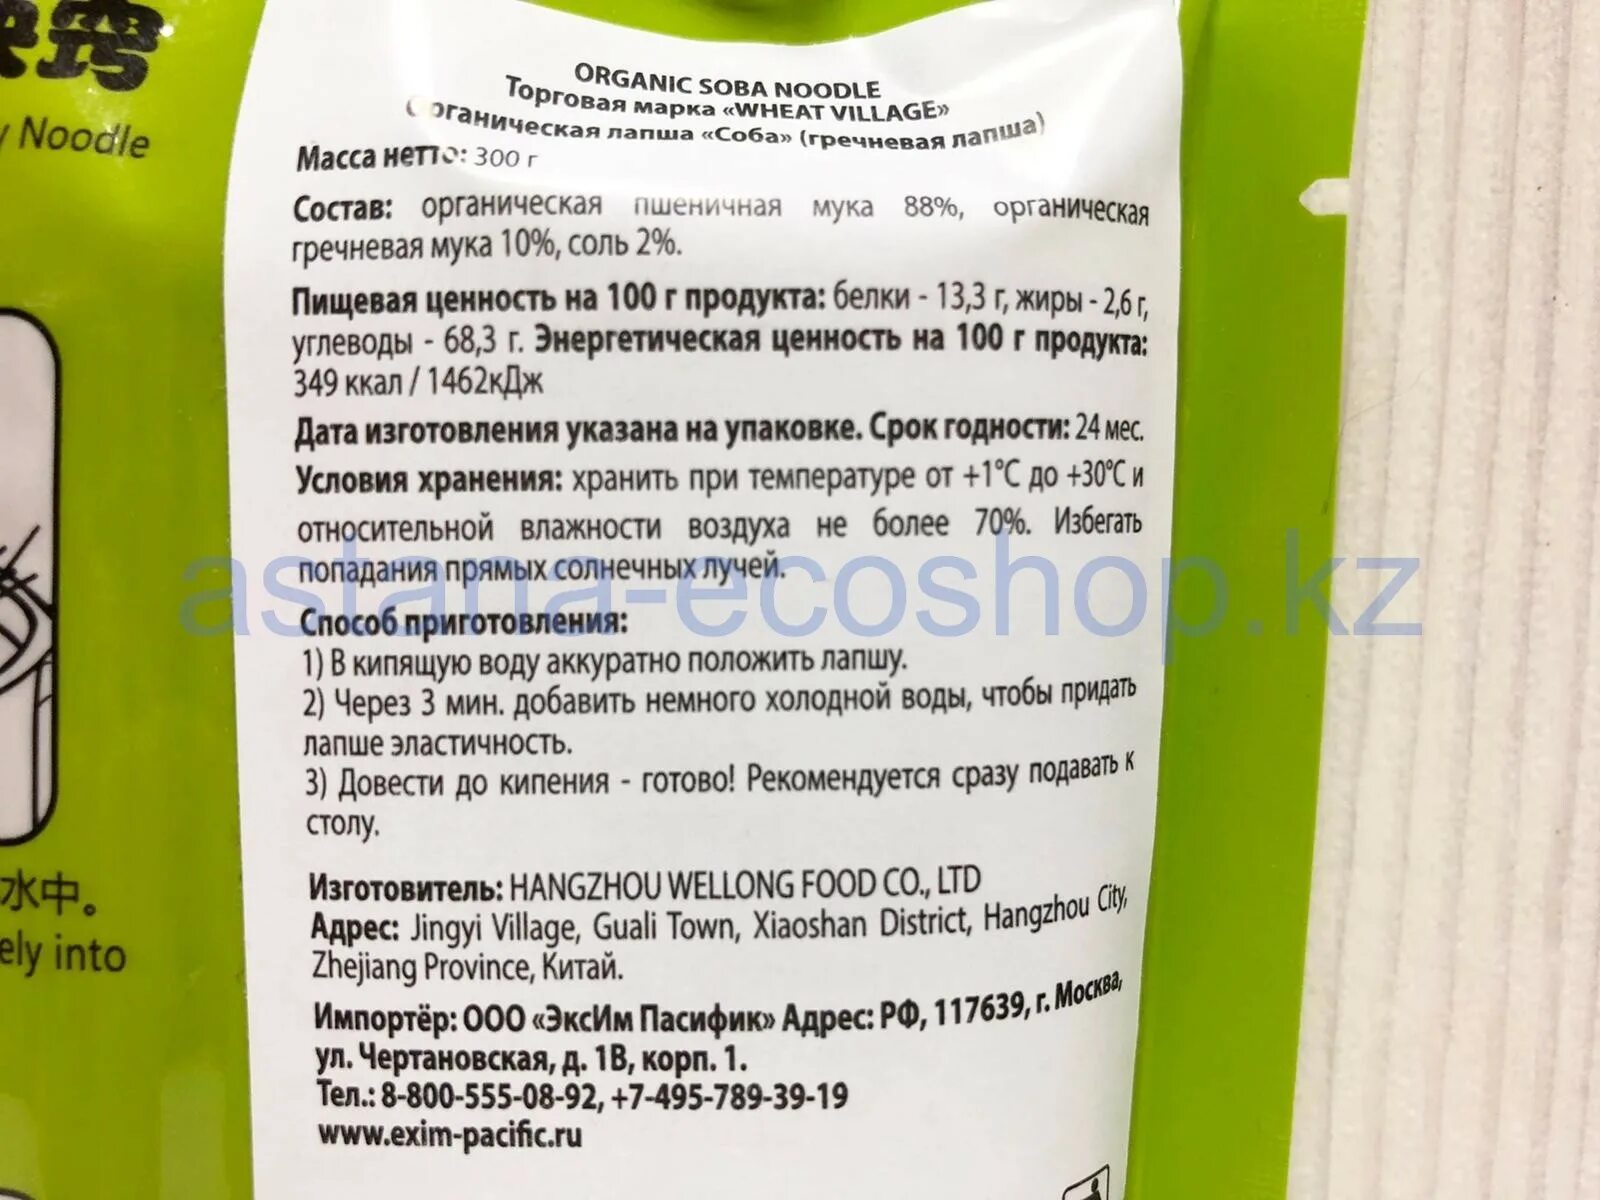 Noodle
水中。
ely into
ORGANIC SOBA NOODLE
Торговая марка «WHEAT VILLAGE»
Органическая лапша «Соба» (гречневая лапша)
Масса нетто: 300 г
Состав: органическая пшеничная мука 88%, органическая
гречневая мука 10%, соль 2%.
Пищевая ценность на 100 г продукта: белки - 13,3 г, жиры - 2,6 г,
углеводы - 68,3 г. Энергетическая ценность на 100 г продукта:
349 ккал / 1462кДж
Дата изготовления указана на упаковке. Срок годности: 24 мес.
Условия хранения: хранить при температуре от +1°C до +30°C и
относительной влажности воздуха не более 70%. Избегать
попадания прямых солнечных лучей.
astana-ecoshop.kz
Способ приготовления:
1) В кипящую воду аккуратно положить лапшу.
2) Через 3 мин. добавить немного холодной воды, чтобы придать
лапше эластичность.
3) Довести до кипения - готово! Рекомендуется сразу подавать к
столу.
Изготовитель: HANGZHOU WELLONG FOOD CO., LTD
Адрес: Jingyi Village, Guali Town, Xiaoshan District, Hangzhou City,
Zhejiang Province, Китай.
Импортёр: ООО «ЭксИм Пасифик» Адрес: РФ, 117639, г. Москва,
ул. Чертановская, д. 1В, корп. 1.
Тел.: 8-800-555-08-92, +7-495-789-39-19
www.exim-pacific.ru